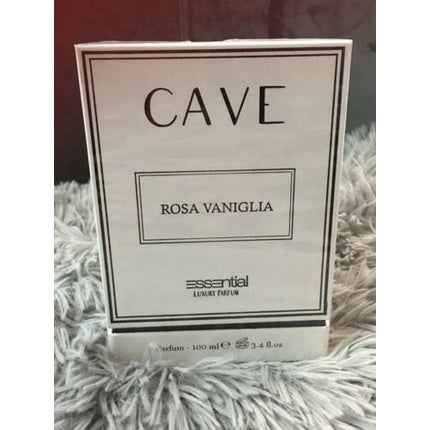 CAVE
ROSA VANIGLIA
Essential
LUXURY PARFUM
Parfum - 100 ml ℮ 3.4 fl.oz